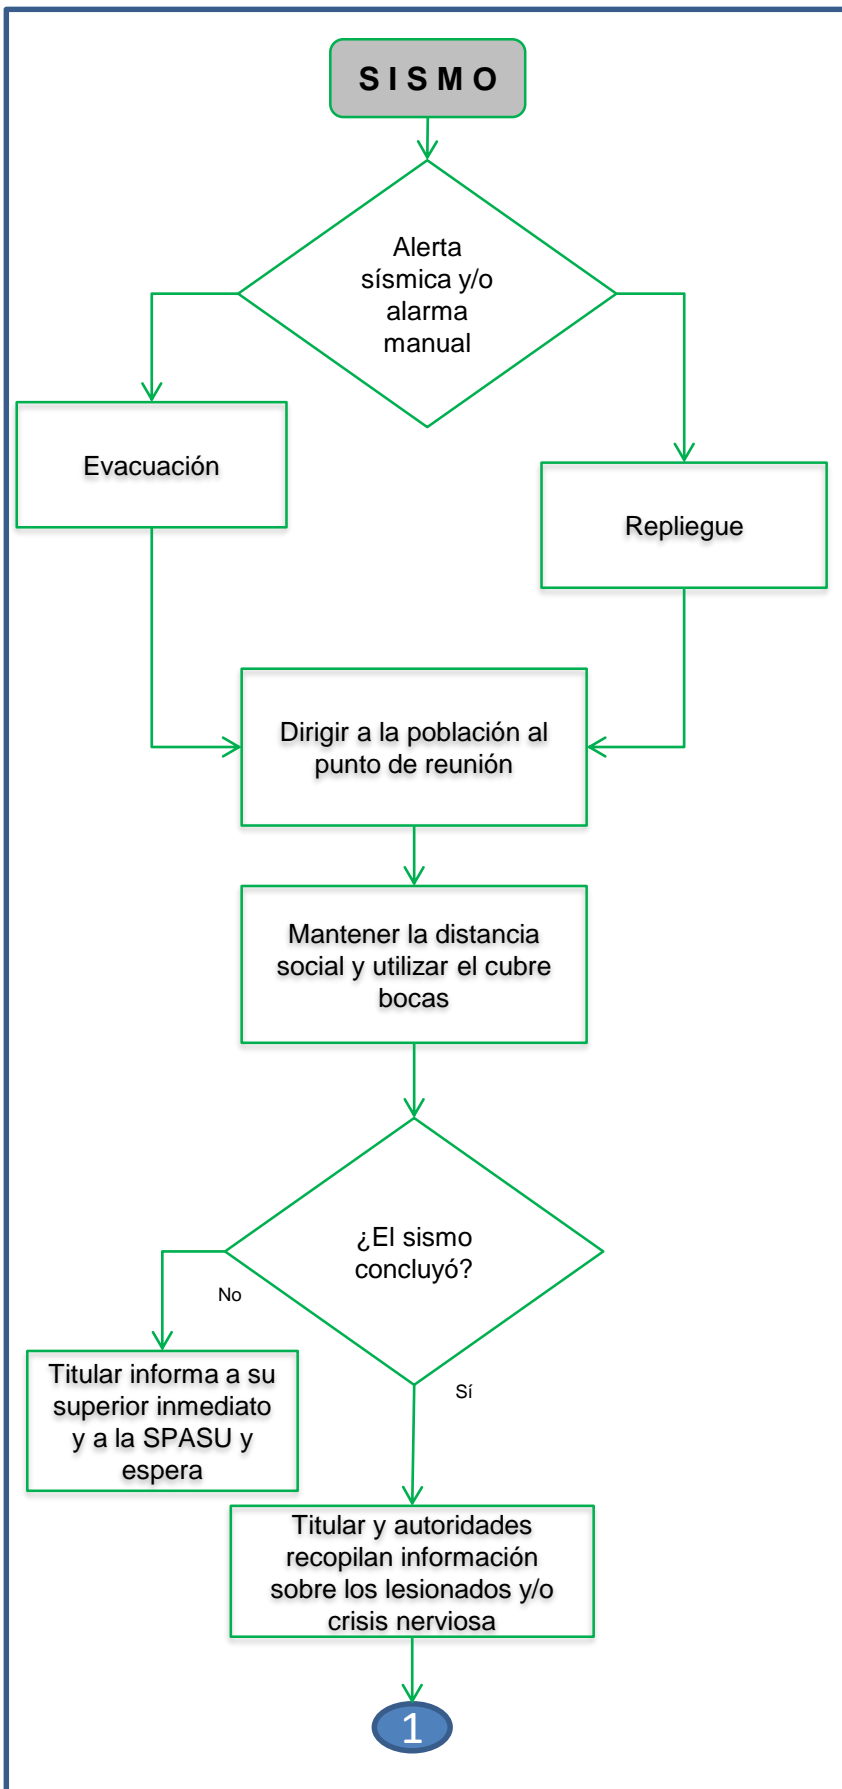 S I S M O
Alerta
sísmica y/o
alarma
manual
Evacuación
Repliegue
Dirigir a la población al
punto de reunión
Mantener la distancia
social y utilizar el cubre
bocas
¿El sismo
concluyó?
No
Sí
Titular informa a su
superior inmediato
y a la SPASU y
espera
Titular y autoridades
recopilan información
sobre los lesionados y/o
crisis nerviosa
1